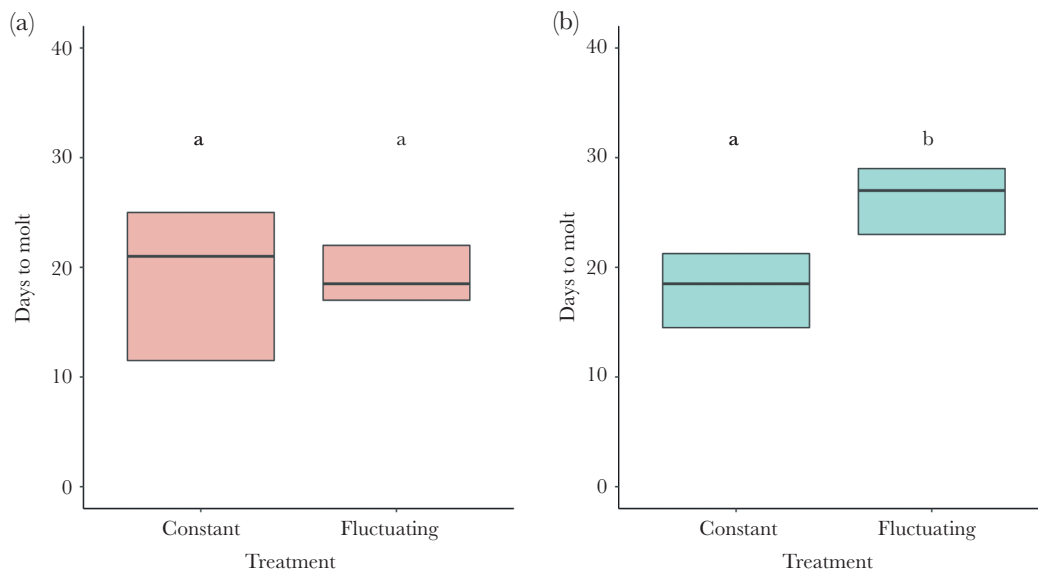 (a)
40
30
20
10
0
Days to molt
a
a
Constant
Fluctuating
Treatment
(b)
40
30
20
10
0
Days to molt
a
b
Constant
Fluctuating
Treatment